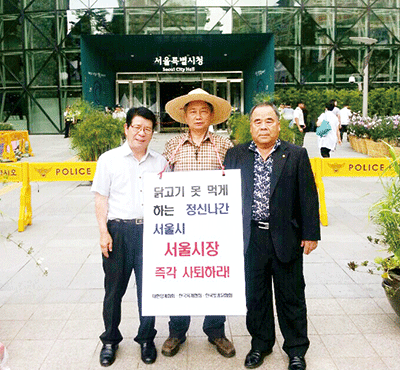 서울특별시청
Seoul City Hall
POLICE
POLICE
POLICE
닭고기 못 먹게
하는 정신나간
서울시
서울시장
즉각 사퇴하라!